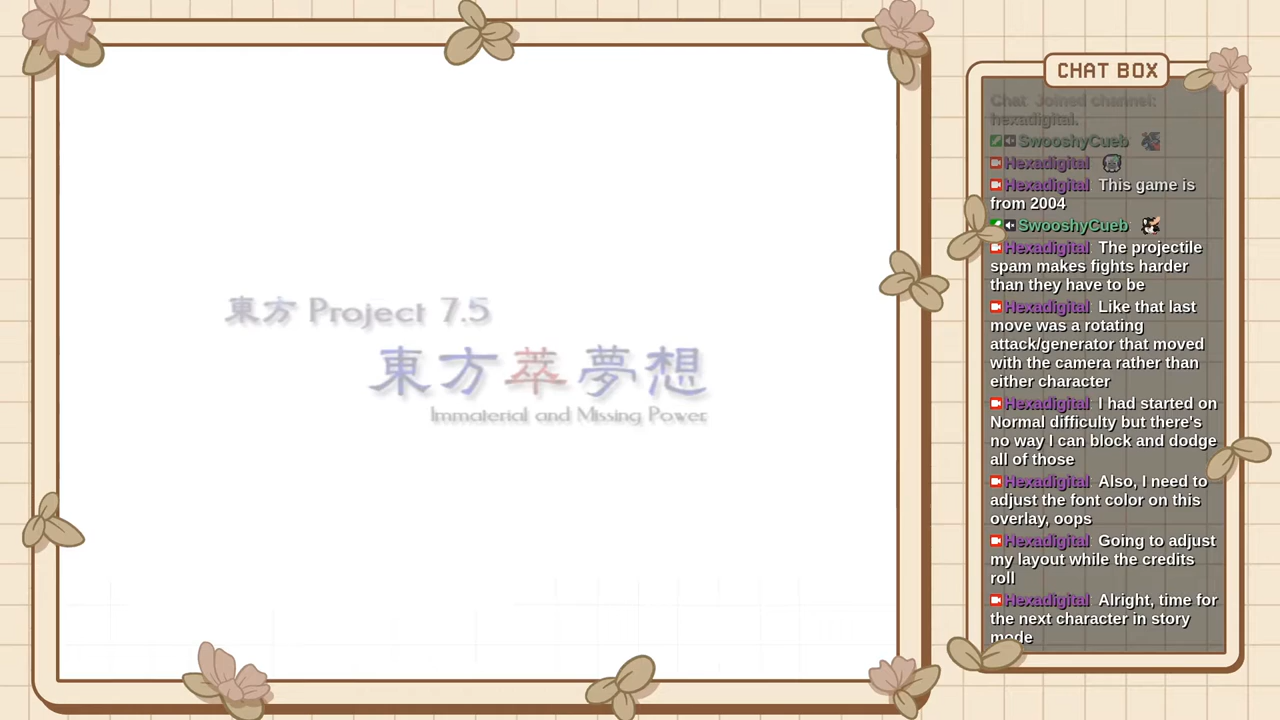 東方 Project 7.5
東方萃夢想
Immaterial and Missing Power
CHAT BOX
Chat Joined channel:
hexadigital.
SwooshyCueb
Hexadigital
Hexadigital This game is
from 2004
SwooshyCueb
Hexadigital The projectile
spam makes fights harder
than they have to be
Hexadigital Like that last
move was a rotating
attack/generator that moved
with the camera rather than
either character
Hexadigital I had started on
Normal difficulty but there's
no way I can block and dodge
all of those
Hexadigital Also, I need to
adjust the font color on this
overlay, oops
Hexadigital Going to adjust
my layout while the credits
roll
Hexadigital Alright, time for
the next character in story
mode